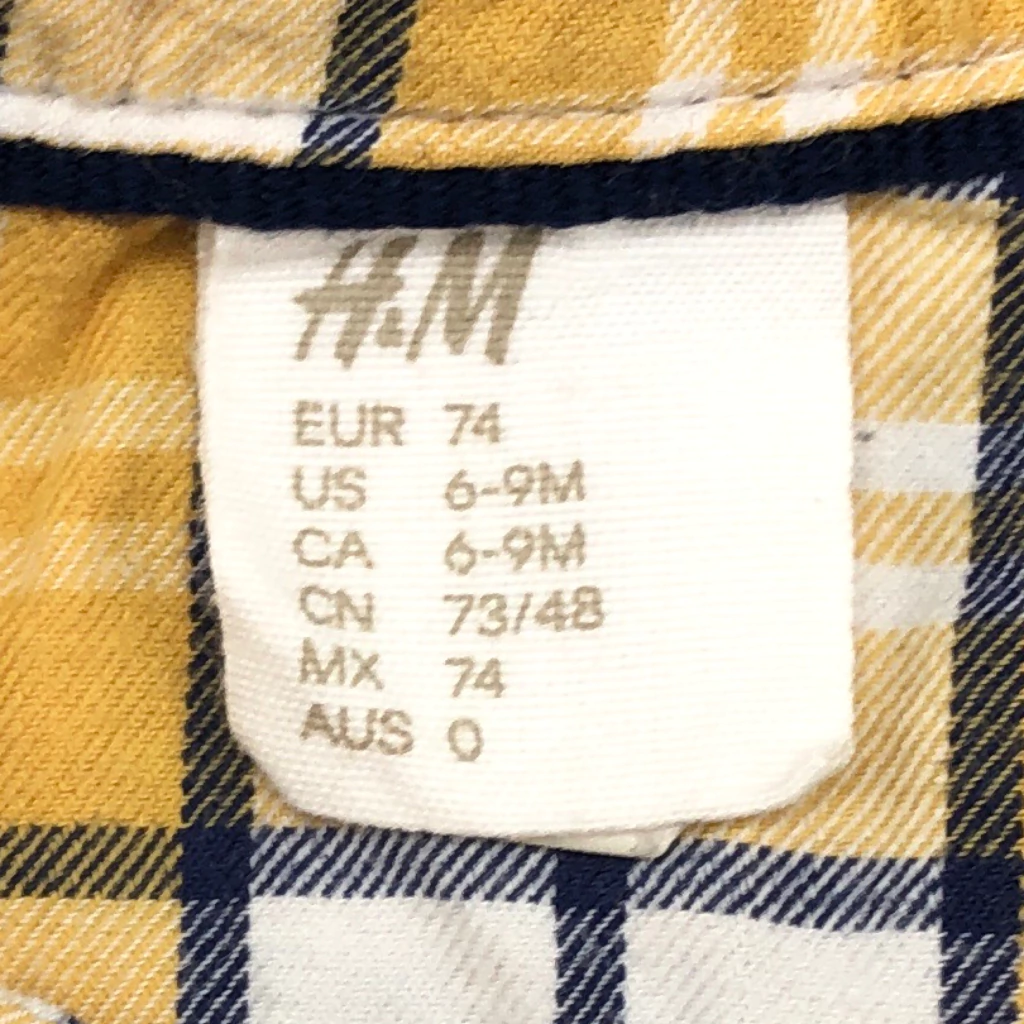 H&M
EUR 74
US 6-9M
CA 6-9M
CN 73/48
MX 74
AUS 0